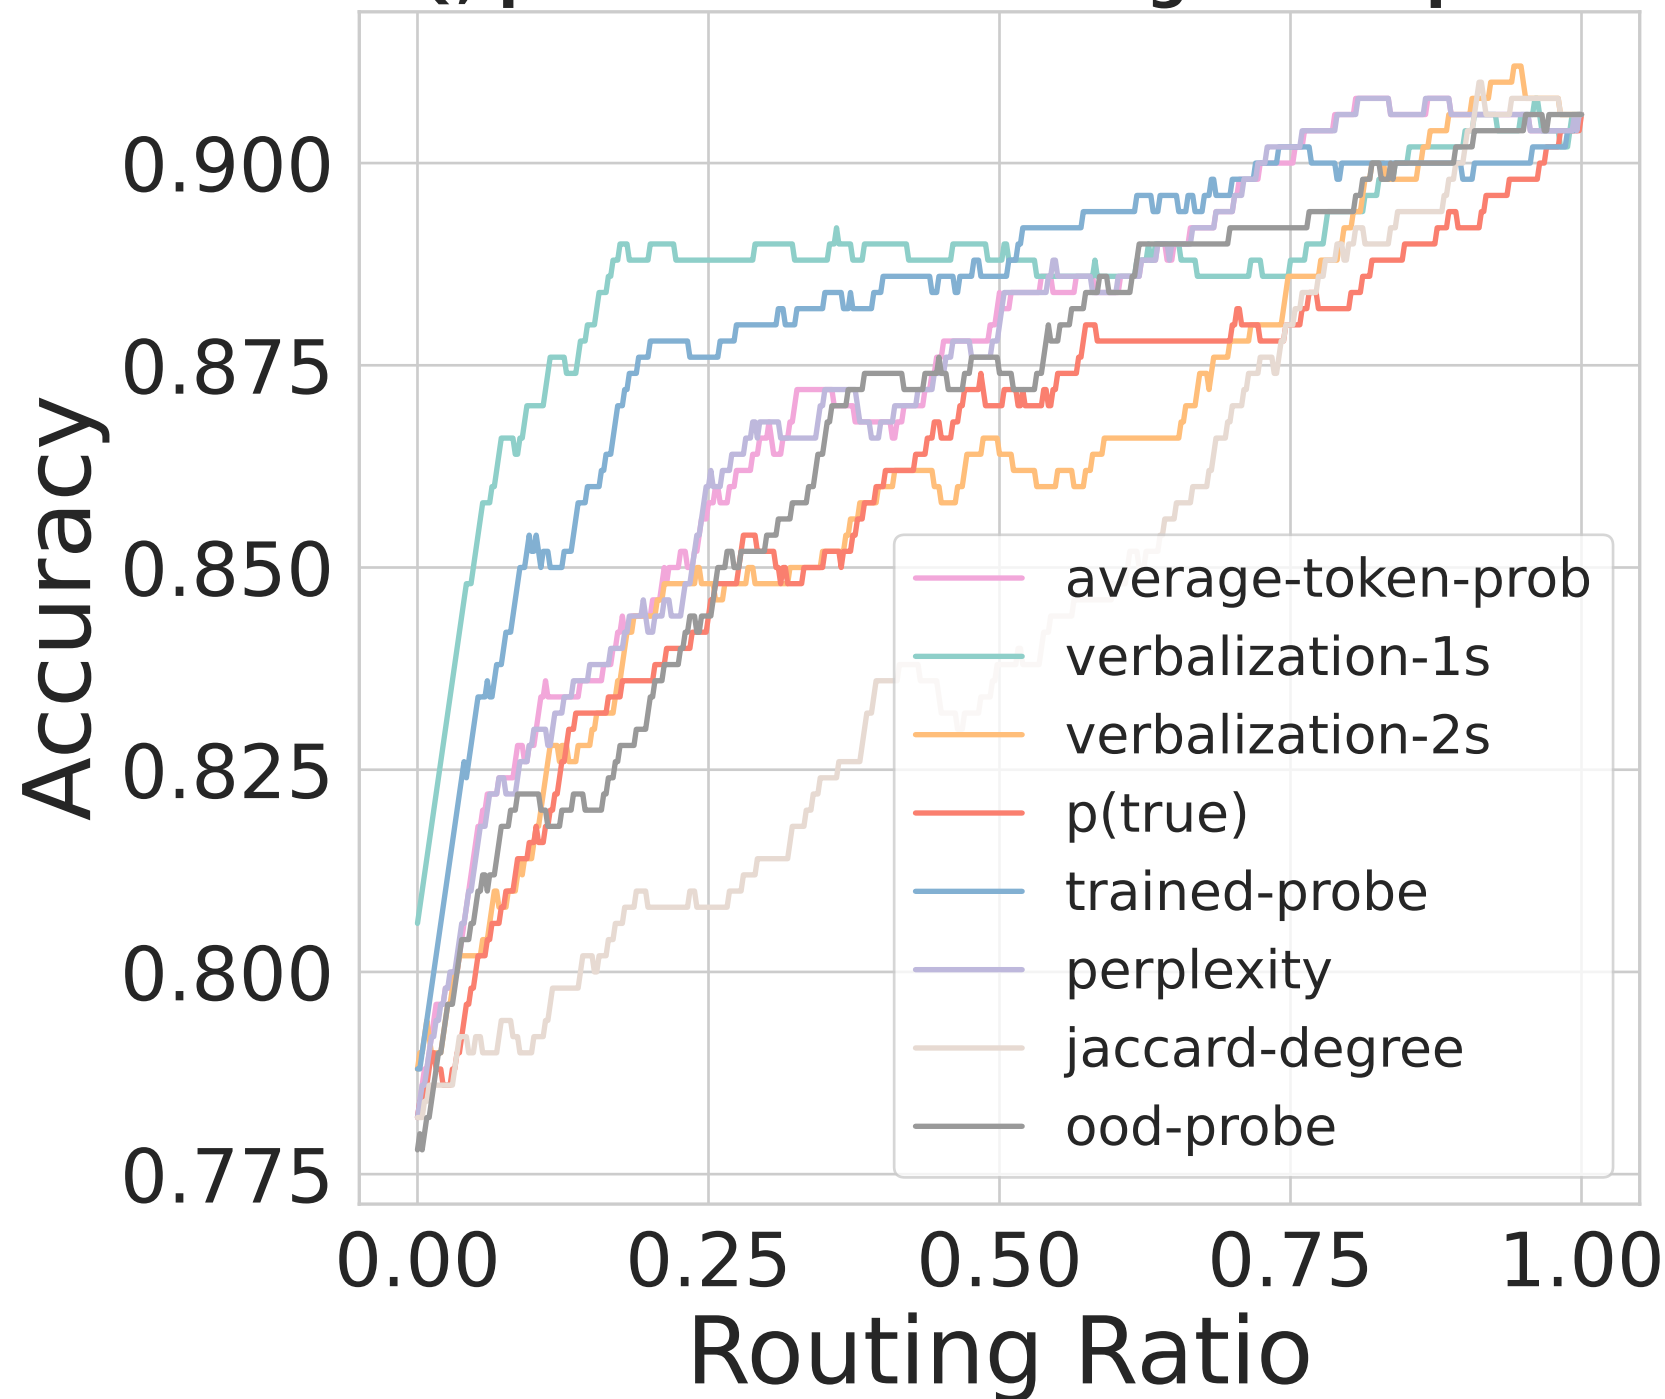 Accuracy
0.900
0.875
0.850
0.825
0.800
0.775
average-token-prob
verbalization-1s
verbalization-2s
p(true)
trained-probe
perplexity
jaccard-degree
ood-probe
0.00 0.25 0.50 0.75 1.00
Routing Ratio